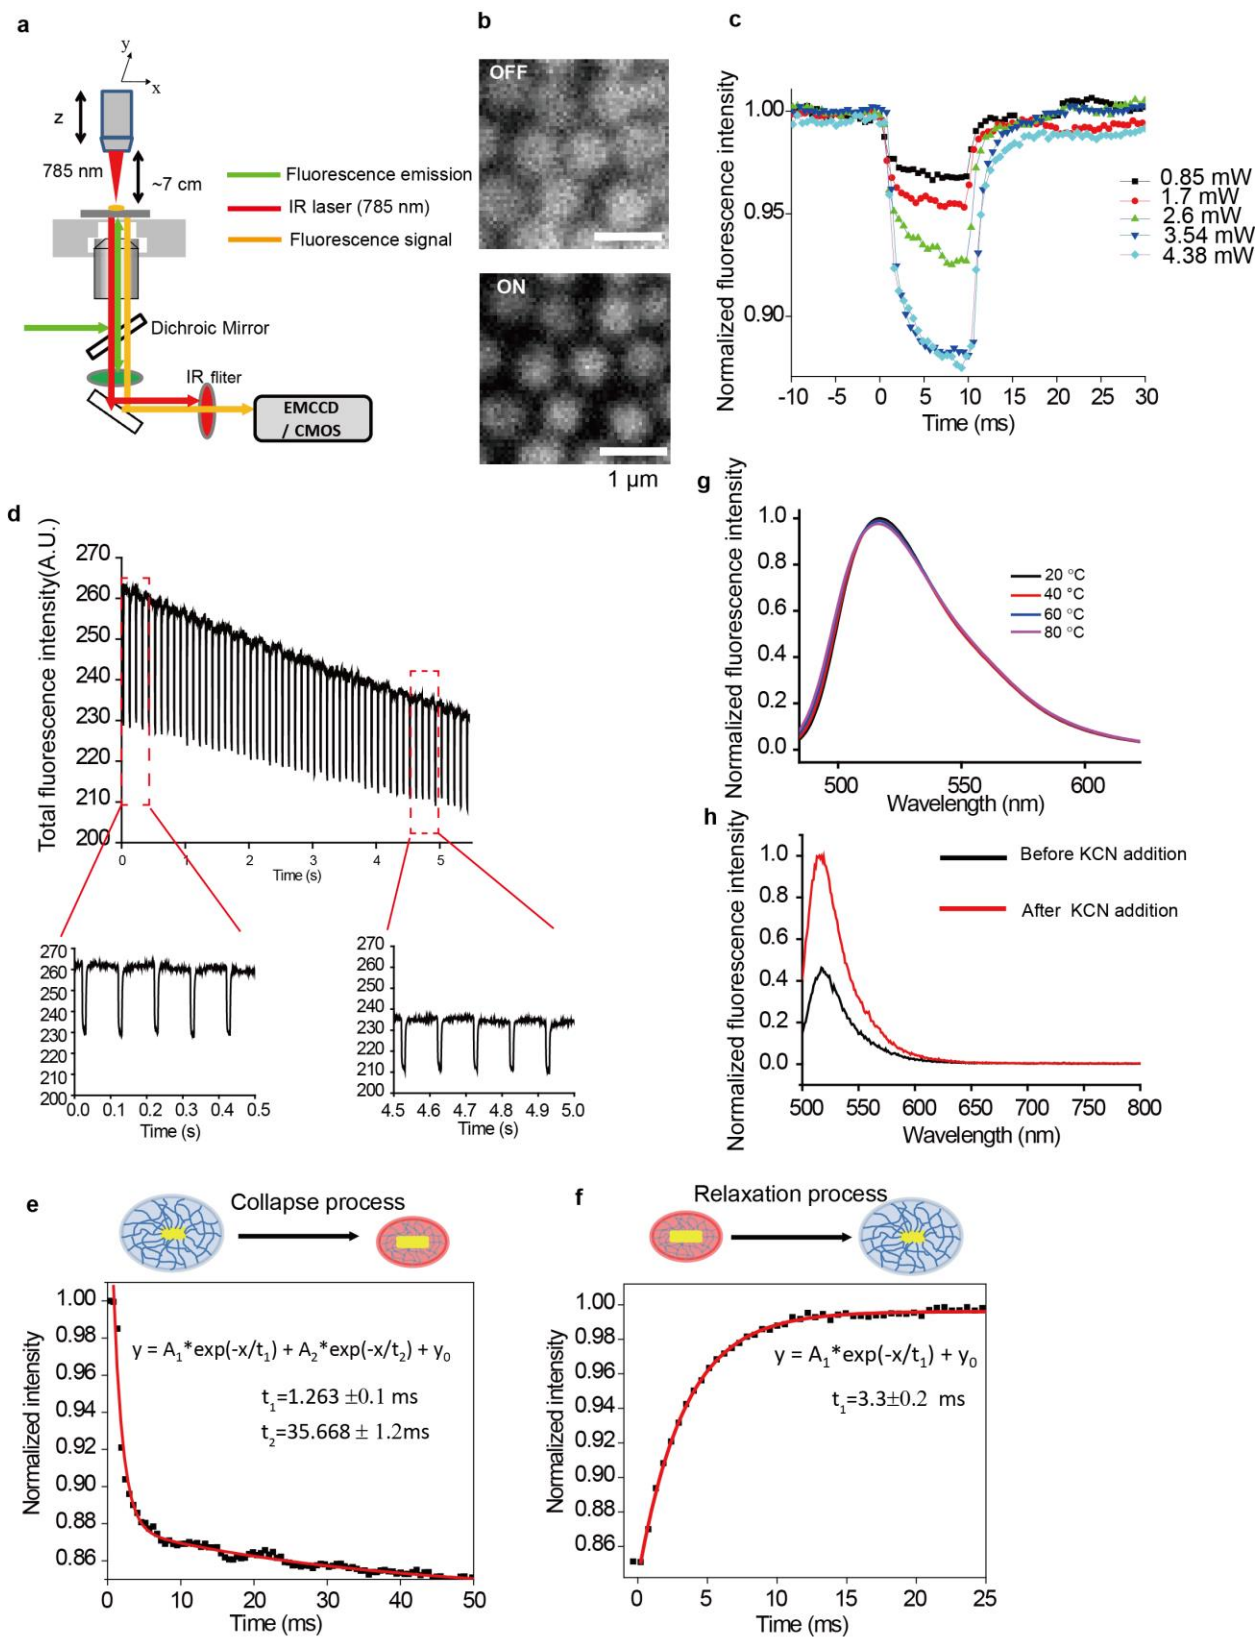 a
y
x
z
785 nm
~7 cm
Fluorescence emission
IR laser (785 nm)
Fluorescence signal
Dichroic Mirror
IR fliter
EMCCD
/ CMOS
b
OFF
ON
1 µm
c
Normalized fluorescence intensity
1.00
0.95
0.90
-10 -5 0 5 10 15 20 25 30
Time (ms)
0.85 mW
1.7 mW
2.6 mW
3.54 mW
4.38 mW
d
Total fluorescence intensity(A.U.)
270
260
250
240
230
220
210
200
0 1 2 3 4 5
Time (s)
270
260
250
240
230
220
210
200
0.0 0.1 0.2 0.3 0.4 0.5
Time (s)
270
260
250
240
230
220
210
200
4.5 4.6 4.7 4.8 4.9 5.0
Time (s)
g
Normalized fluorescence intensity
1.0
0.8
0.6
0.4
0.2
0.0
500 550 600
Wavelength (nm)
20 °C
40 °C
60 °C
80 °C
h
Normalized fluorescence intensity
1.0
0.8
0.6
0.4
0.2
0.0
500 550 600 650 700 750 800
Wavelength (nm)
Before KCN addition
After KCN addition
e
Collapse process
Normalized intensity
1.00
0.98
0.96
0.94
0.92
0.90
0.88
0.86
0 10 20 30 40 50
Time (ms)
y = A₁*exp(-x/t₁) + A₂*exp(-x/t₂) + y₀
t₁=1.263 ±0.1 ms
t₂=35.668 ± 1.2ms
f
Relaxation process
Normalized intensity
1.00
0.98
0.96
0.94
0.92
0.90
0.88
0.86
0 5 10 15 20 25
Time (ms)
y = A₁*exp(-x/t₁) + y₀
t₁=3.3±0.2 ms